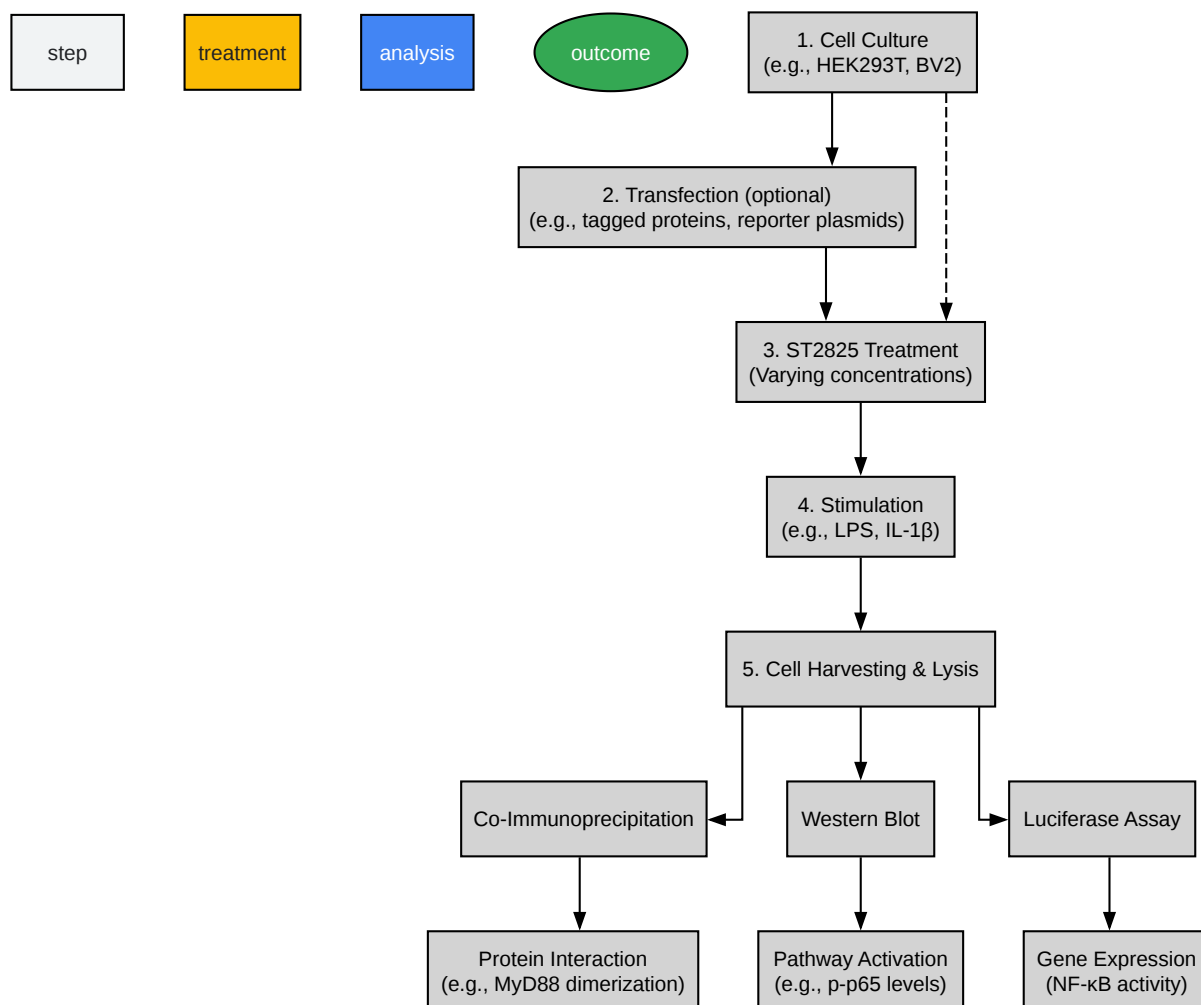 step
treatment
analysis
outcome
1. Cell Culture
(e.g., HEK293T, BV2)
2. Transfection (optional)
(e.g., tagged proteins, reporter plasmids)
3. ST2825 Treatment
(Varying concentrations)
4. Stimulation
(e.g., LPS, IL-1β)
5. Cell Harvesting & Lysis
Co-Immunoprecipitation
Western Blot
Luciferase Assay
Protein Interaction
(e.g., MyD88 dimerization)
Pathway Activation
(e.g., p-p65 levels)
Gene Expression
(NF-κB activity)